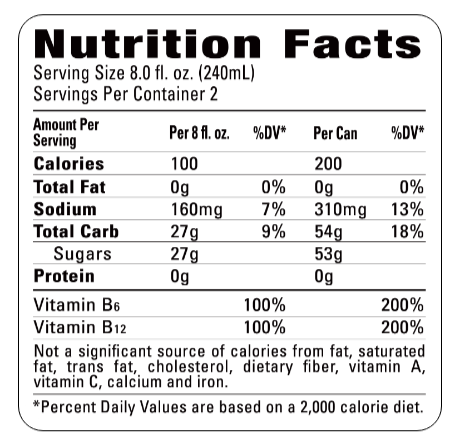 Nutrition Facts
Serving Size 8.0 fl. oz. (240mL)
Servings Per Container 2
Amount Per Serving Per 8 fl. oz. %DV* Per Can %DV*
Calories 100 200
Total Fat 0g 0% 0g 0%
Sodium 160mg 7% 310mg 13%
Total Carb 27g 9% 54g 18%
Sugars 27g 53g
Protein 0g 0g
Vitamin B6 100% 200%
Vitamin B12 100% 200%
Not a significant source of calories from fat, saturated
fat, trans fat, cholesterol, dietary fiber, vitamin A,
vitamin C, calcium and iron.
*Percent Daily Values are based on a 2,000 calorie diet.